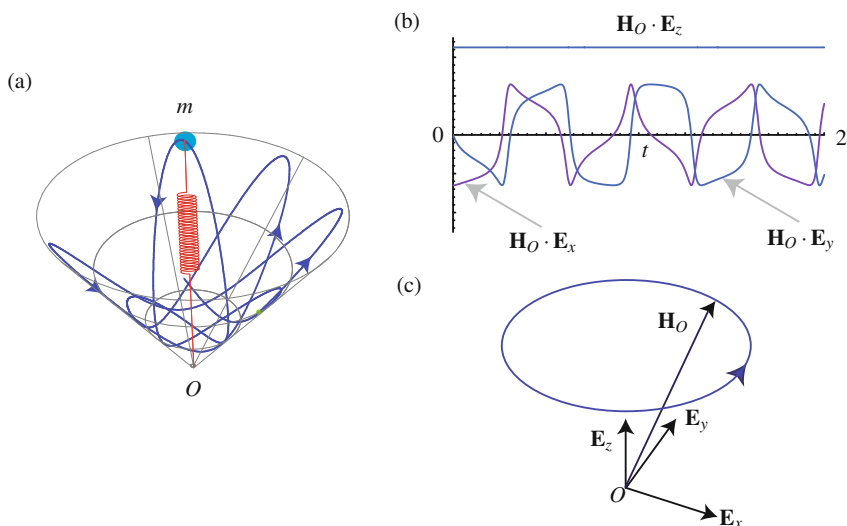 (a)
m
O
(b)
H_O · E_z
0
t
2
H_O · E_x
H_O · E_y
(c)
H_O
E_z
E_y
O
E_x